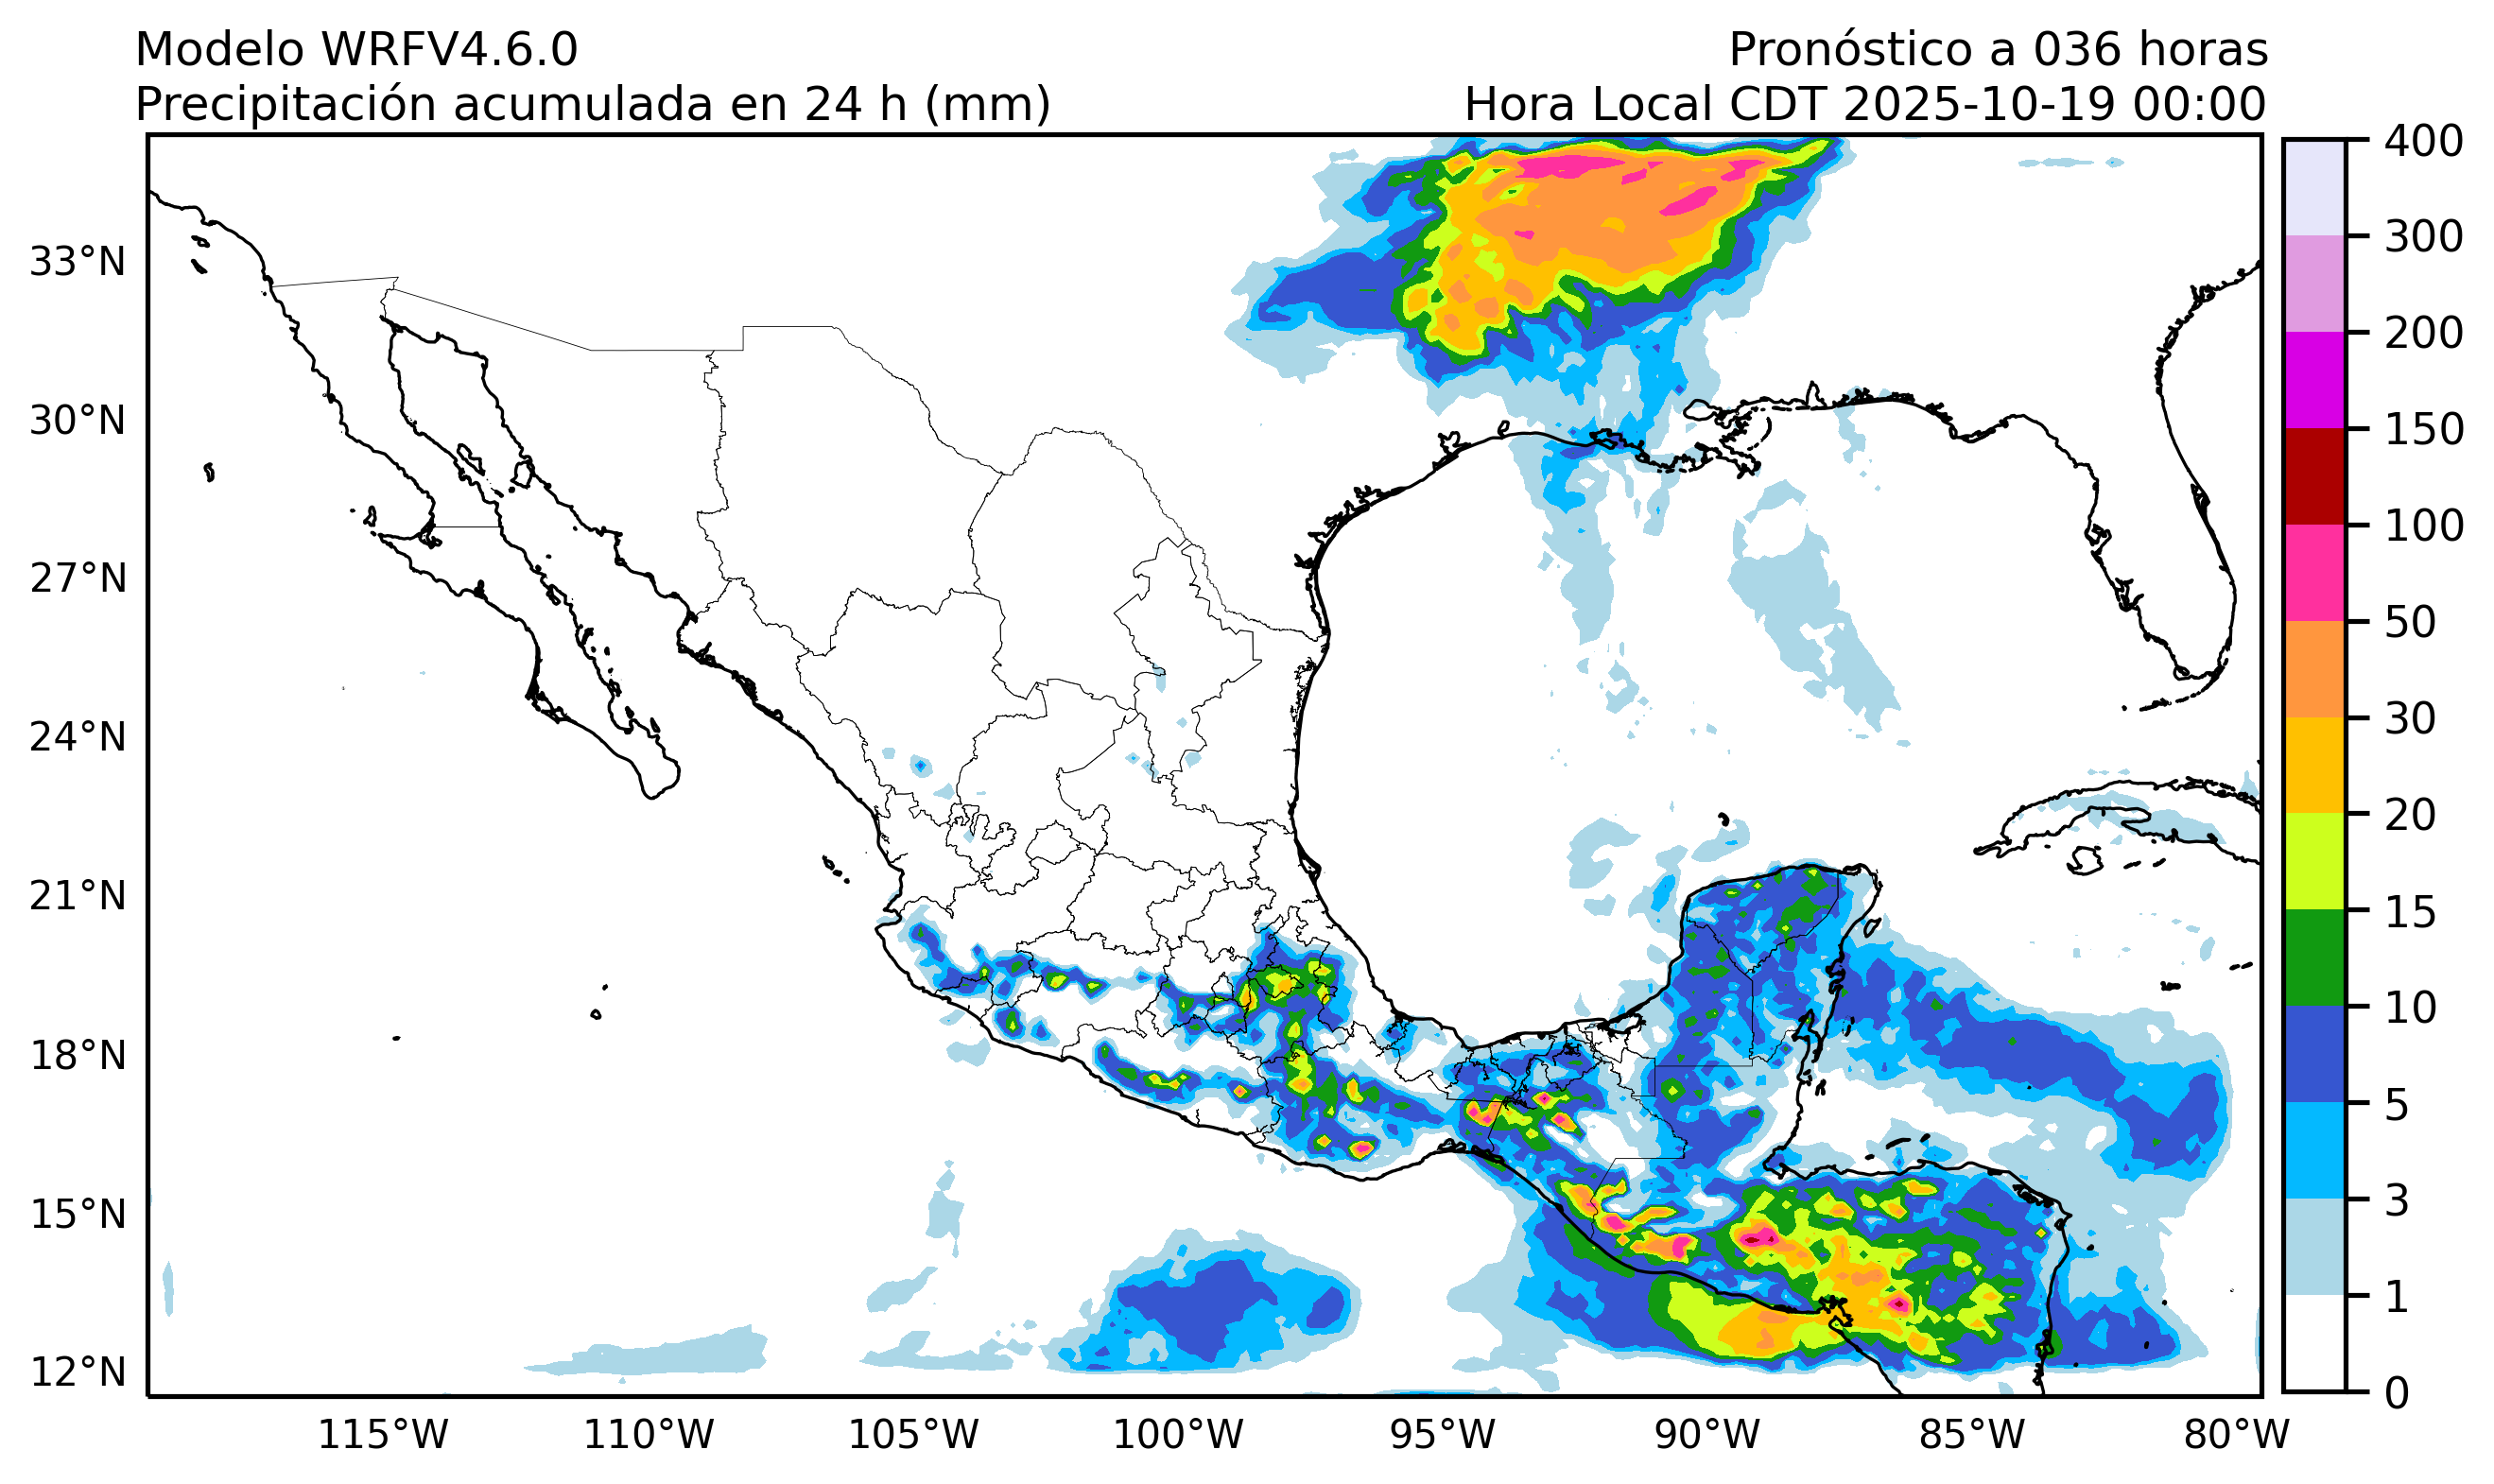 Modelo WRFV4.6.0
Pronóstico a 036 horas
Precipitación acumulada en 24 h (mm)
Hora Local CDT 2025-10-19 00:00
33°N
30°N
27°N
24°N
21°N
18°N
15°N
12°N
115°W
110°W
105°W
100°W
95°W
90°W
85°W
80°W
400
300
200
150
100
50
30
20
15
10
5
3
1
0